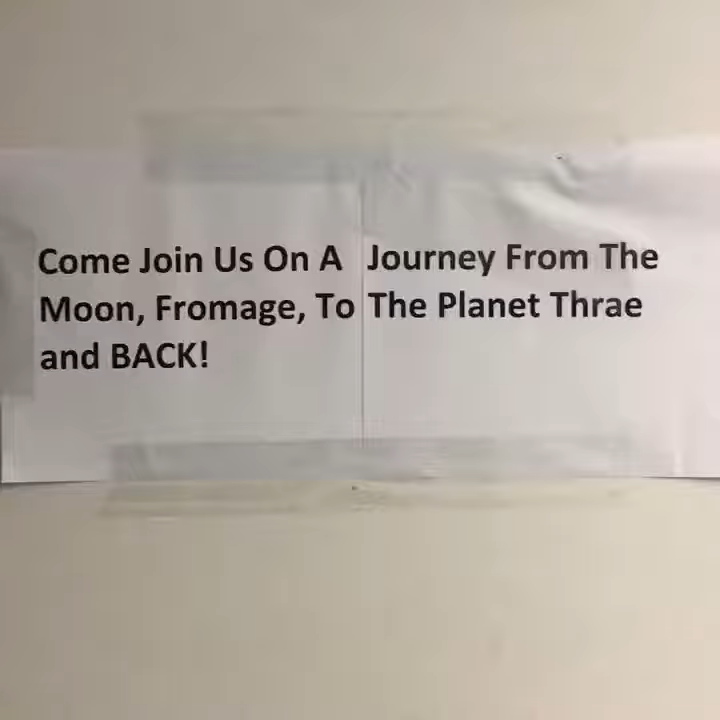 Come Join Us On A Journey From The
Moon, Fromage, To The Planet Thrae
and BACK!